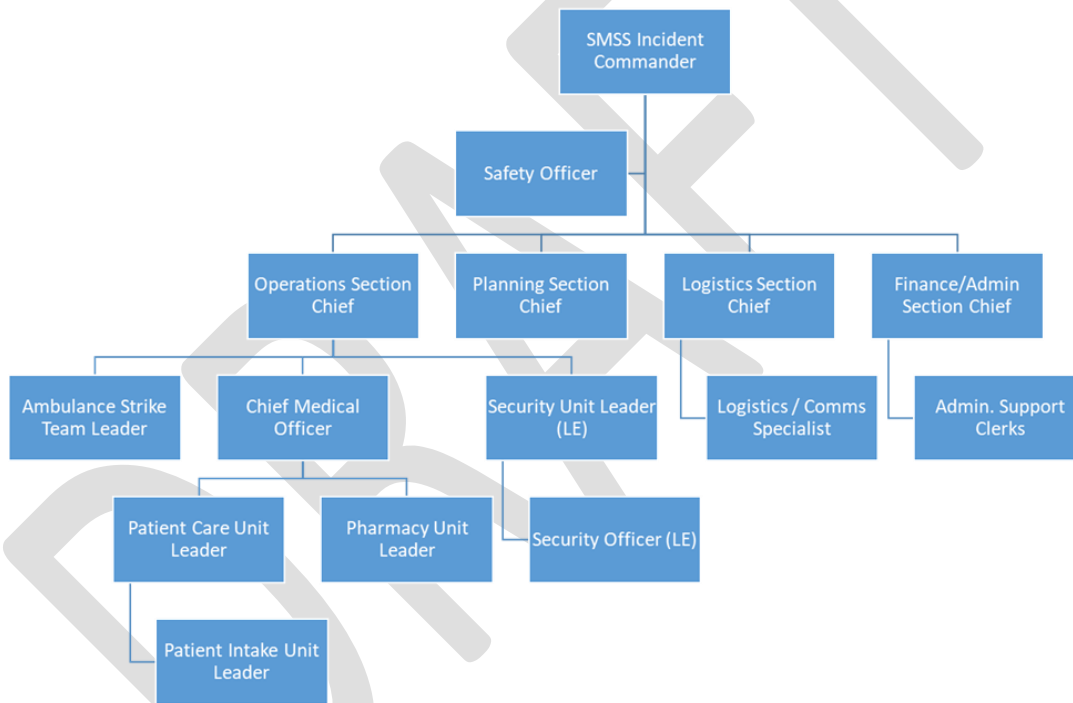 SMSS Incident
Commander
Safety Officer
Operations Section
Chief
Planning Section
Chief
Logistics Section
Chief
Finance/Admin
Section Chief
Ambulance Strike
Team Leader
Chief Medical
Officer
Security Unit Leader
(LE)
Logistics / Comms
Specialist
Admin. Support
Clerks
Patient Care Unit
Leader
Pharmacy Unit
Leader
Security Officer (LE)
Patient Intake Unit
Leader
DRAFT